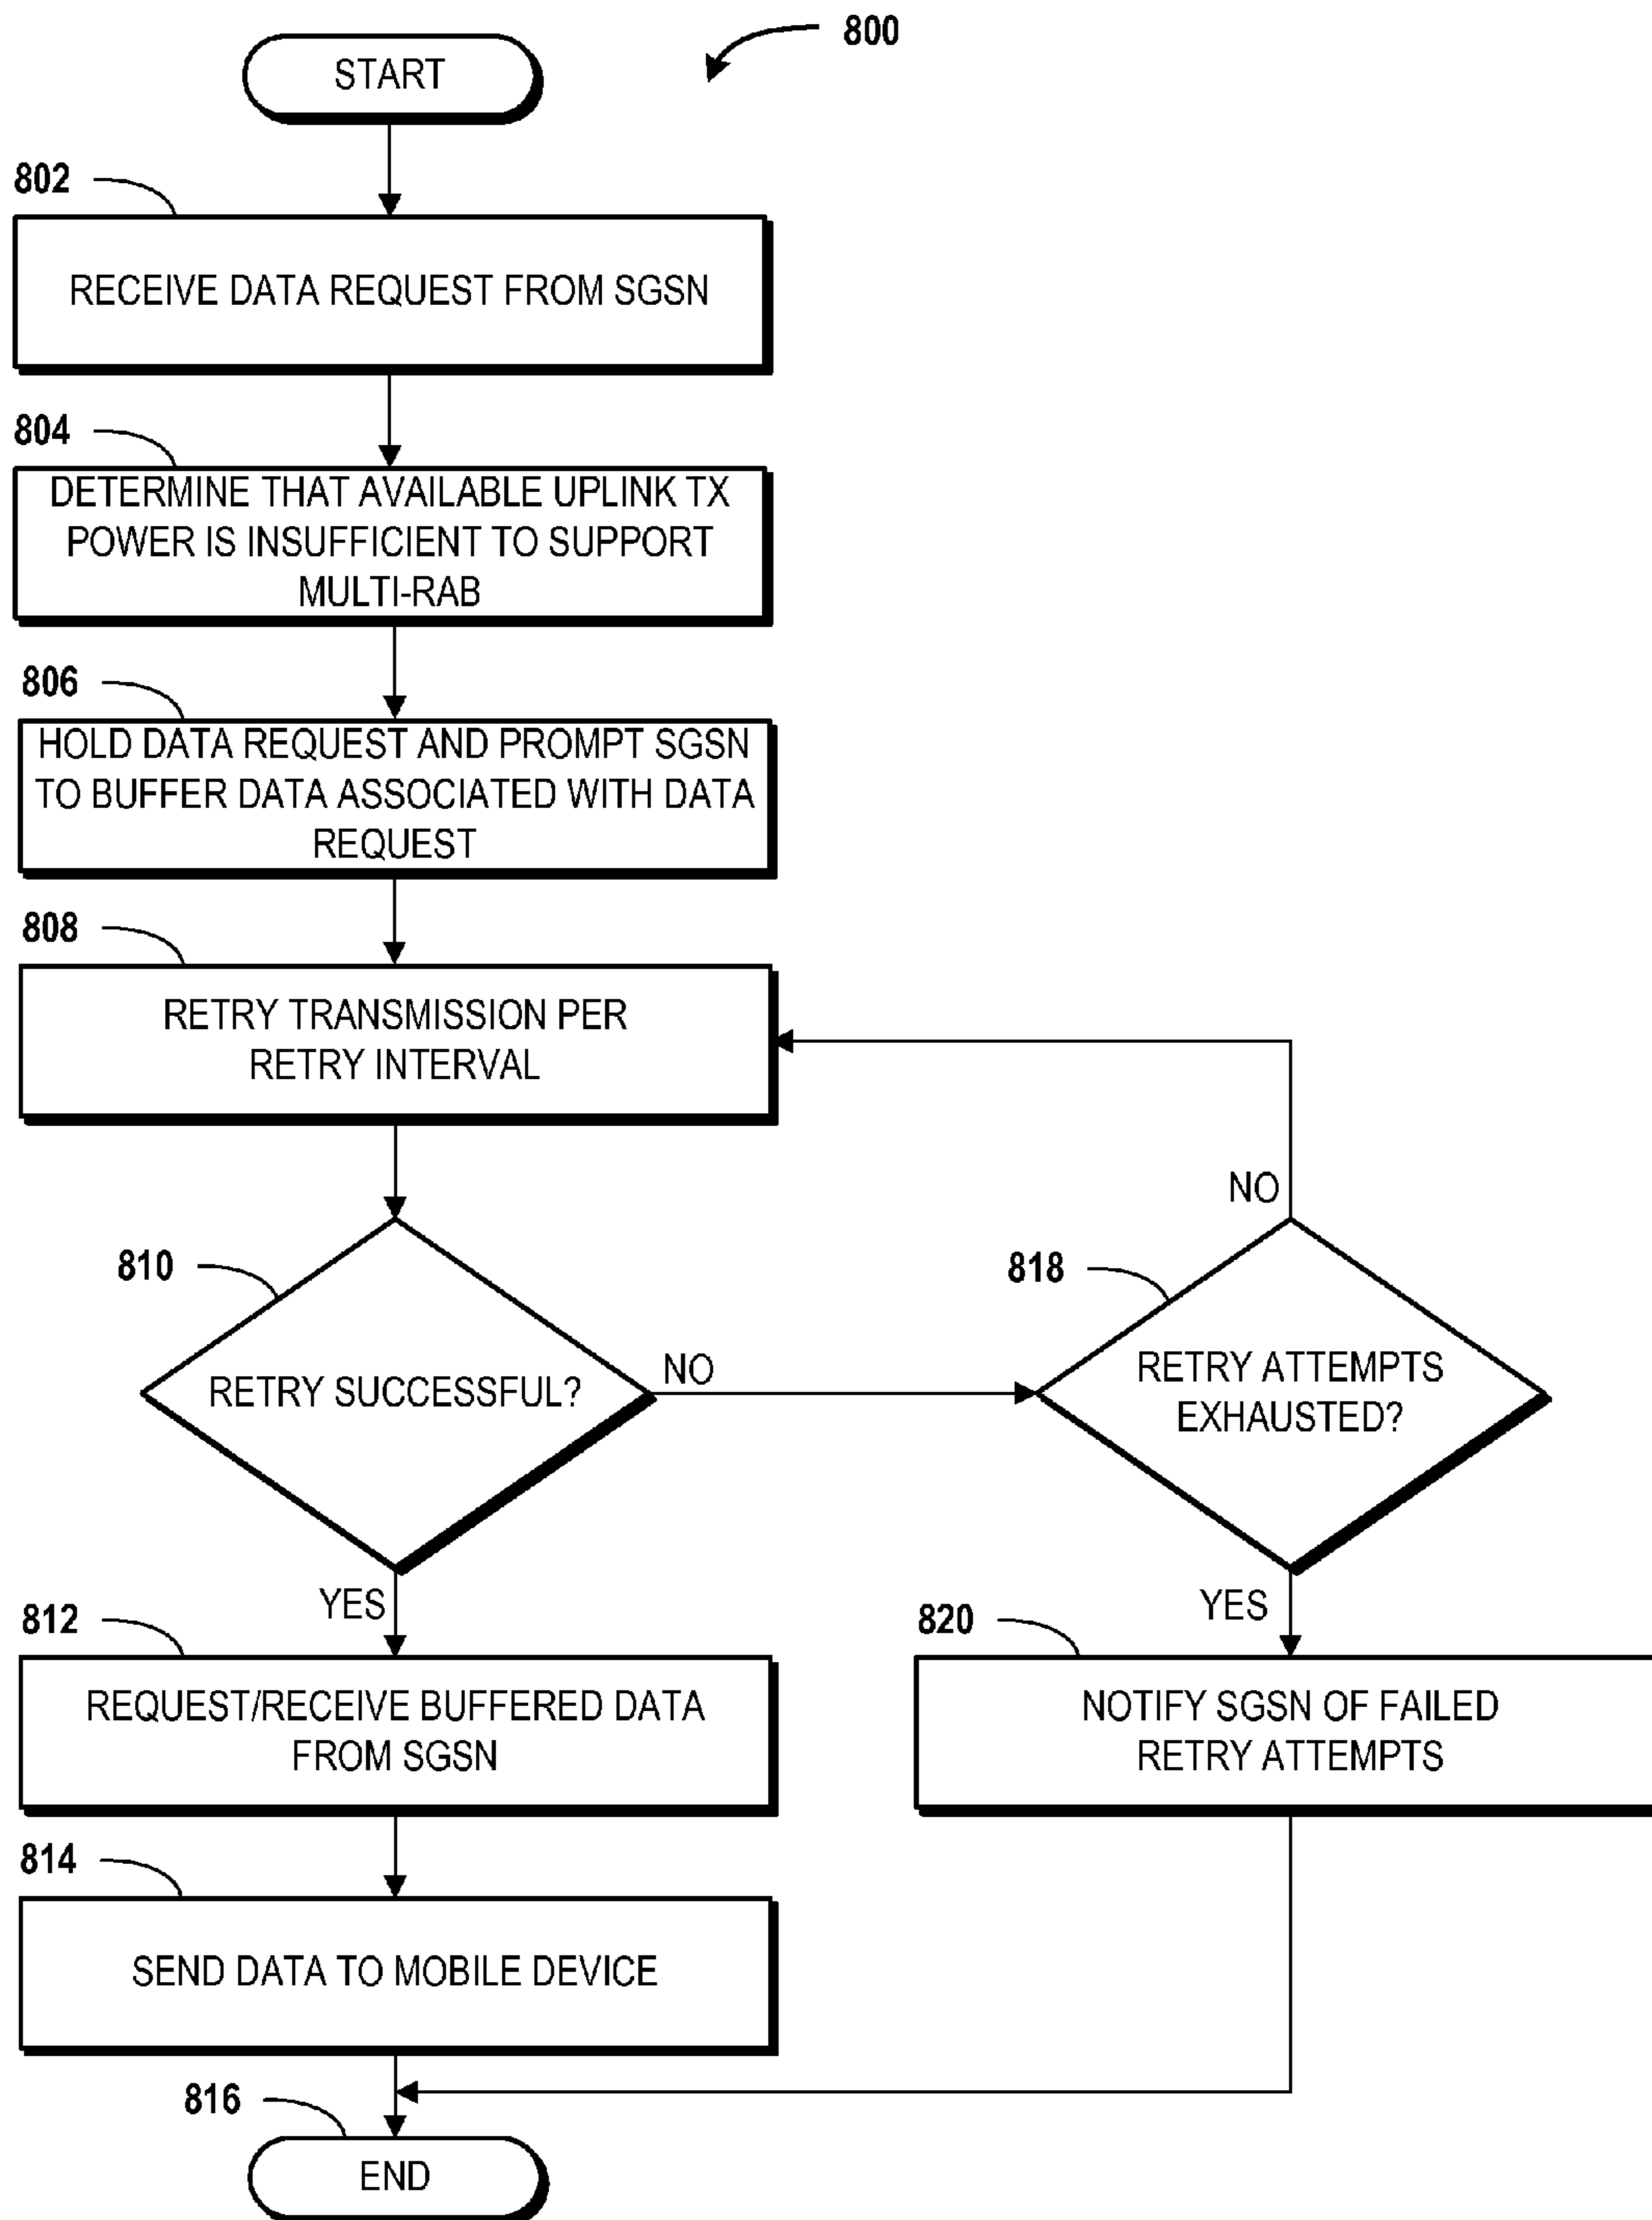 800
START
802
RECEIVE DATA REQUEST FROM SGSN
804
DETERMINE THAT AVAILABLE UPLINK TX
POWER IS INSUFFICIENT TO SUPPORT
MULTI-RAB
806
HOLD DATA REQUEST AND PROMPT SGSN
TO BUFFER DATA ASSOCIATED WITH DATA
REQUEST
808
RETRY TRANSMISSION PER
RETRY INTERVAL
810
RETRY SUCCESSFUL?
NO
818
RETRY ATTEMPTS
EXHAUSTED?
NO
YES
812
REQUEST/RECEIVE BUFFERED DATA
FROM SGSN
YES
820
NOTIFY SGSN OF FAILED
RETRY ATTEMPTS
814
SEND DATA TO MOBILE DEVICE
816
END